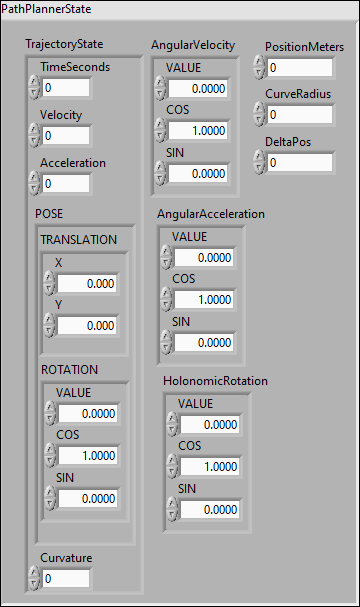 PathPlannerState
TrajectoryState
TimeSeconds
0
Velocity
0
Acceleration
0
POSE
TRANSLATION
X
0.000
Y
0.000
ROTATION
VALUE
0.0000
COS
1.0000
SIN
0.0000
Curvature
0
AngularVelocity
VALUE
0.0000
COS
1.0000
SIN
0.0000
AngularAcceleration
VALUE
0.0000
COS
1.0000
SIN
0.0000
HolonomicRotation
VALUE
0.0000
COS
1.0000
SIN
0.0000
PositionMeters
0
CurveRadius
0
DeltaPos
0